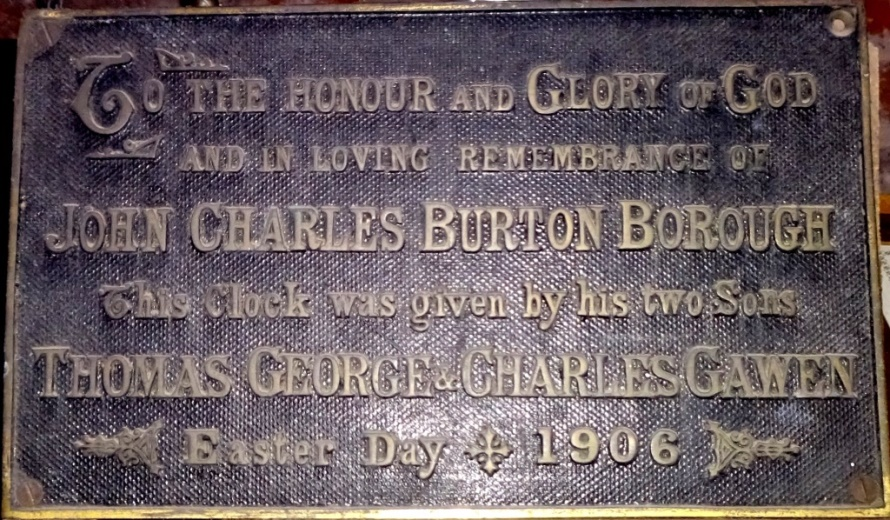 To THE HONOUR AND GLORY OF GOD
AND IN LOVING REMEMBRANCE OF
JOHN CHARLES BURTON BOROUGH
This Clock was given by his two Sons
THOMAS GEORGE & CHARLES GAWEN
Easter Day 1906